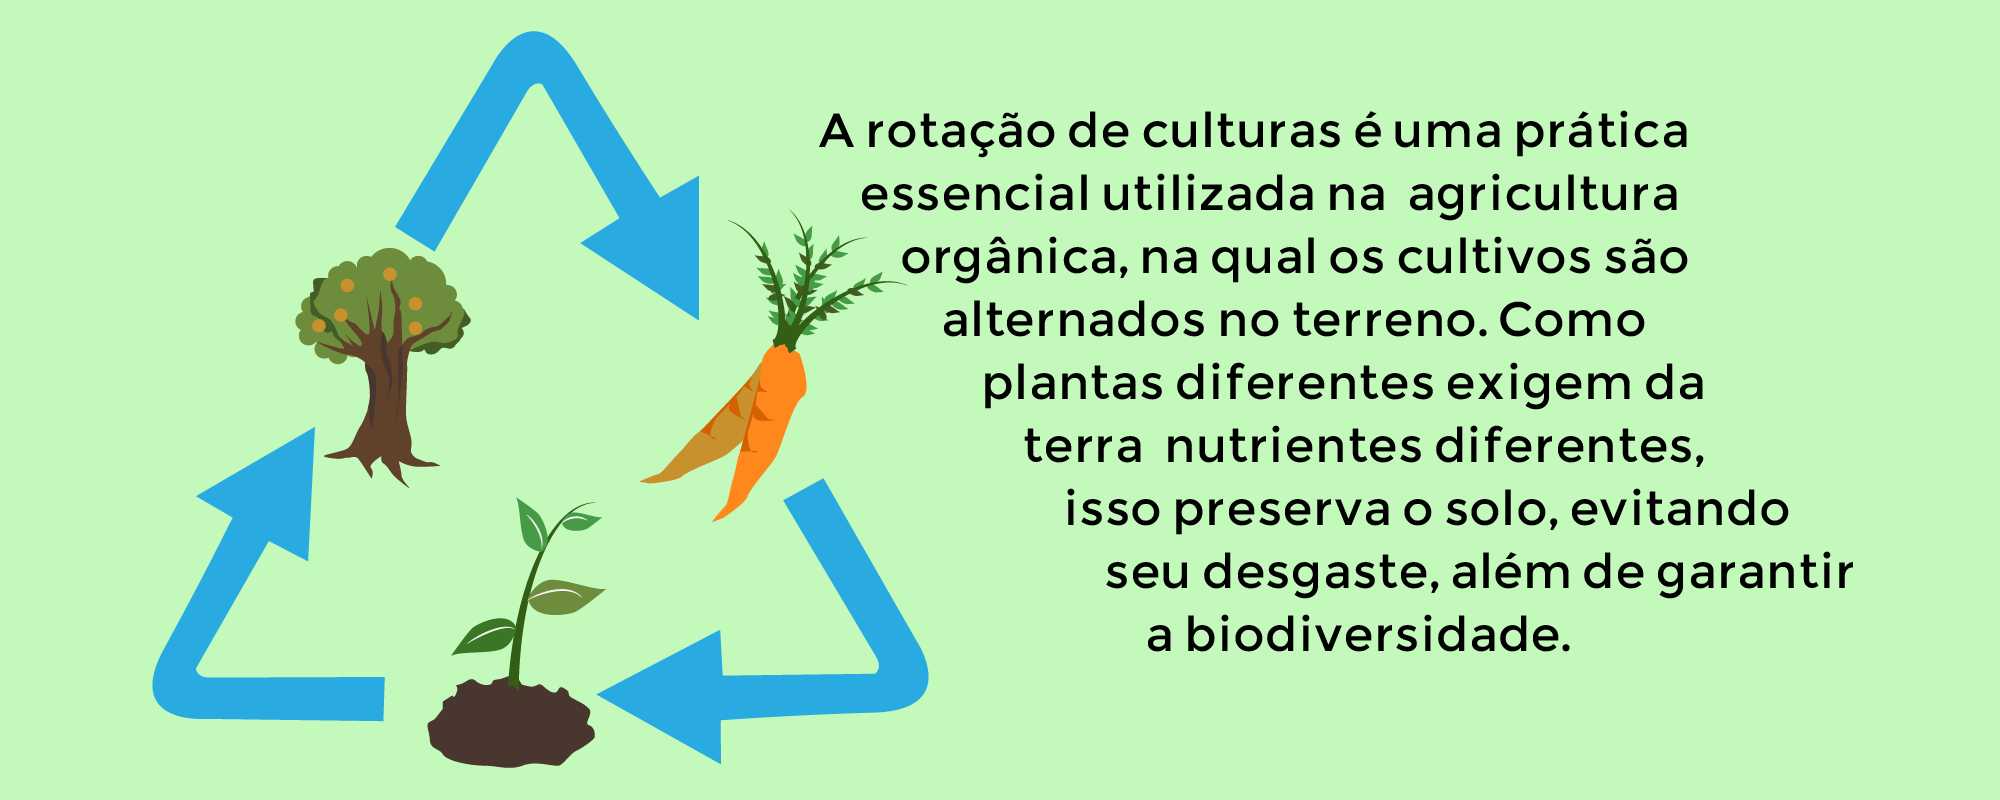 A rotação de culturas é uma prática
essencial utilizada na agricultura
orgânica, na qual os cultivos são
alternados no terreno. Como
plantas diferentes exigem da
terra nutrientes diferentes,
isso preserva o solo, evitando
seu desgaste, além de garantir
a biodiversidade.